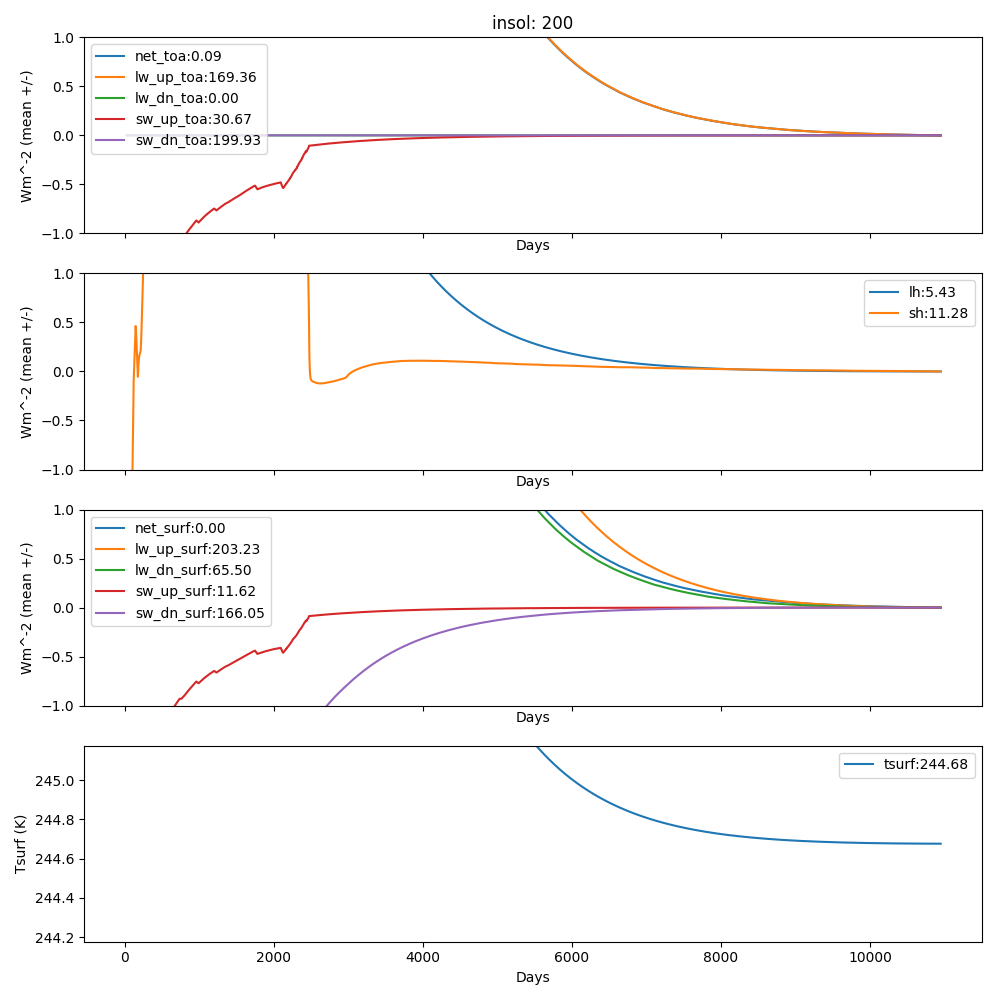 insol: 200
Wm^-2 (mean +/-)
1.0
0.5
0.0
−0.5
−1.0
net_toa:0.09
lw_up_toa:169.36
lw_dn_toa:0.00
sw_up_toa:30.67
sw_dn_toa:199.93
Days
Wm^-2 (mean +/-)
1.0
0.5
0.0
−0.5
−1.0
lh:5.43
sh:11.28
Days
Wm^-2 (mean +/-)
1.0
0.5
0.0
−0.5
−1.0
net_surf:0.00
lw_up_surf:203.23
lw_dn_surf:65.50
sw_up_surf:11.62
sw_dn_surf:166.05
Days
Tsurf (K)
245.0
244.8
244.6
244.4
244.2
tsurf:244.68
0 2000 4000 6000 8000 10000
Days